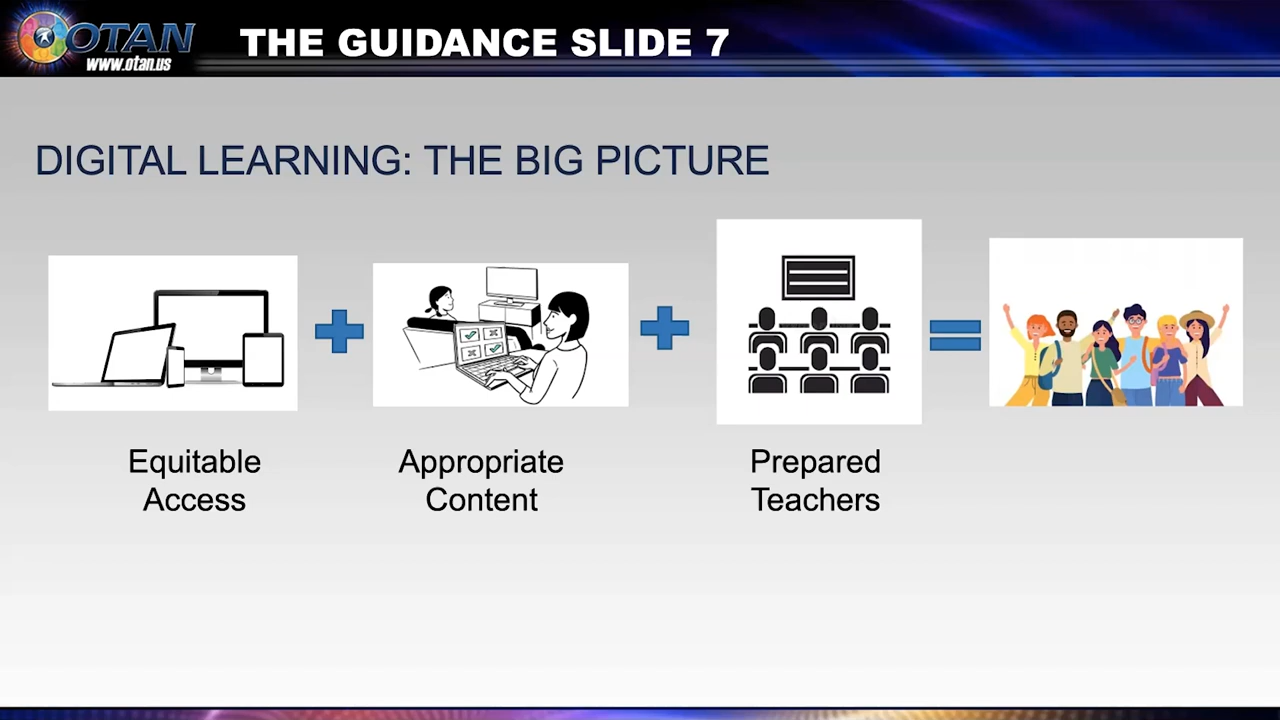 OTAN
www.otan.us
THE GUIDANCE SLIDE 7
DIGITAL LEARNING: THE BIG PICTURE
Equitable
Access
Appropriate
Content
Prepared
Teachers